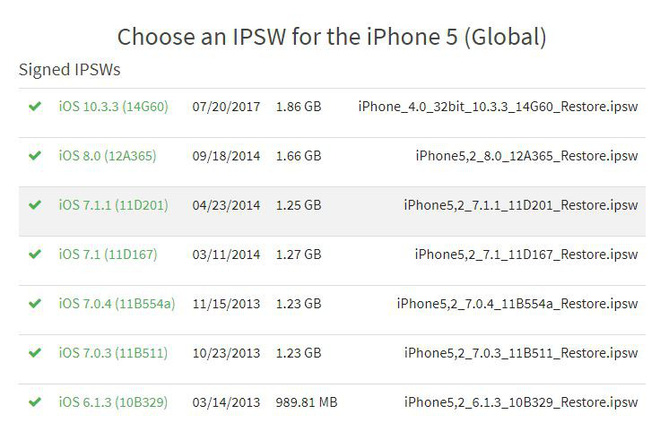 Choose an IPSW for the iPhone 5 (Global)
Signed IPSWs
iOS 10.3.3 (14G60) 07/20/2017 1.86 GB iPhone_4.0_32bit_10.3.3_14G60_Restore.ipsw
iOS 8.0 (12A365) 09/18/2014 1.66 GB iPhone5,2_8.0_12A365_Restore.ipsw
iOS 7.1.1 (11D201) 04/23/2014 1.25 GB iPhone5,2_7.1.1_11D201_Restore.ipsw
iOS 7.1 (11D167) 03/11/2014 1.27 GB iPhone5,2_7.1_11D167_Restore.ipsw
iOS 7.0.4 (11B554a) 11/15/2013 1.23 GB iPhone5,2_7.0.4_11B554a_Restore.ipsw
iOS 7.0.3 (11B511) 10/23/2013 1.23 GB iPhone5,2_7.0.3_11B511_Restore.ipsw
iOS 6.1.3 (10B329) 03/14/2013 989.81 MB iPhone5,2_6.1.3_10B329_Restore.ipsw